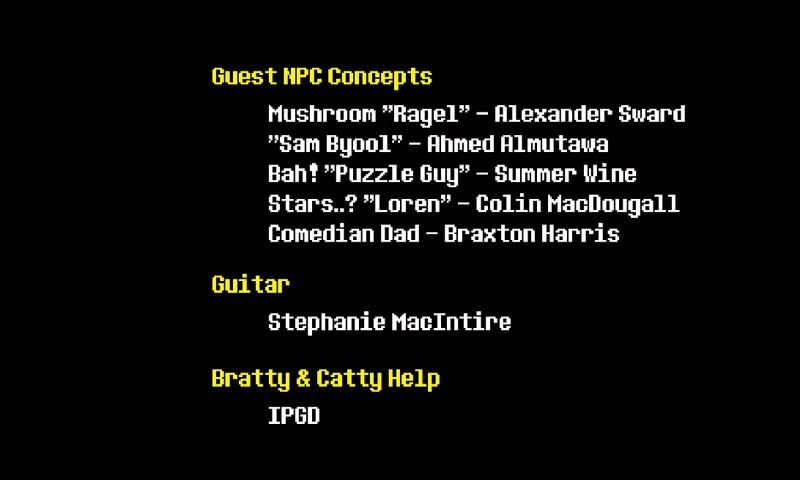 Guest NPC Concepts
Mushroom "Ragel" - Alexander Sward
"Sam Byool" - Ahmed Almutawa
Bah! "Puzzle Guy" - Summer Wine
Stars..? "Loren" - Colin MacDougall
Comedian Dad - Braxton Harris
Guitar
Stephanie MacIntire
Bratty & Catty Help
IPGD